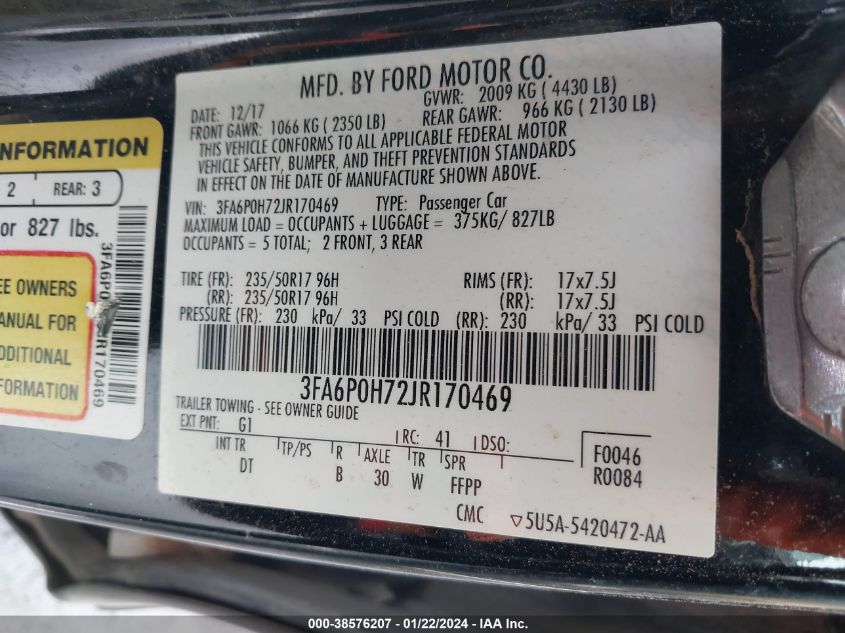 MFD. BY FORD MOTOR CO.
DATE: 12/17 GVWR: 2009 KG ( 4430 LB)
FRONT GAWR: 1066 KG ( 2350 LB) REAR GAWR: 966 KG ( 2130 LB)
THIS VEHICLE CONFORMS TO ALL APPLICABLE FEDERAL MOTOR
VEHICLE SAFETY, BUMPER, AND THEFT PREVENTION STANDARDS
IN EFFECT ON THE DATE OF MANUFACTURE SHOWN ABOVE.
VIN: 3FA6P0H72JR170469 TYPE: Passenger Car
MAXIMUM LOAD = OCCUPANTS + LUGGAGE = 375KG/ 827LB
OCCUPANTS = 5 TOTAL; 2 FRONT, 3 REAR
TIRE (FR): 235/50R17 96H RIMS (FR): 17x7.5J
(RR): 235/50R17 96H (RR): 17x7.5J
PRESSURE (FR): 230 kPa/ 33 PSI COLD (RR): 230 kPa/ 33 PSI COLD
3FA6P0H72JR170469
TRAILER TOWING - SEE OWNER GUIDE
EXT PNT: G1 RC: 41 DSO:
INT TR TP/PS R AXLE TR SPR F0046
DT B 30 W FFPP R0084
CMC ▽5U5A-5420472-AA
NFORMATION
2 REAR: 3
or 827 lbs.
EE OWNERS
ANUAL FOR
DDITIONAL
FORMATION
3FA6P0 R170469
000-38576207 - 01/22/2024 - IAA Inc.